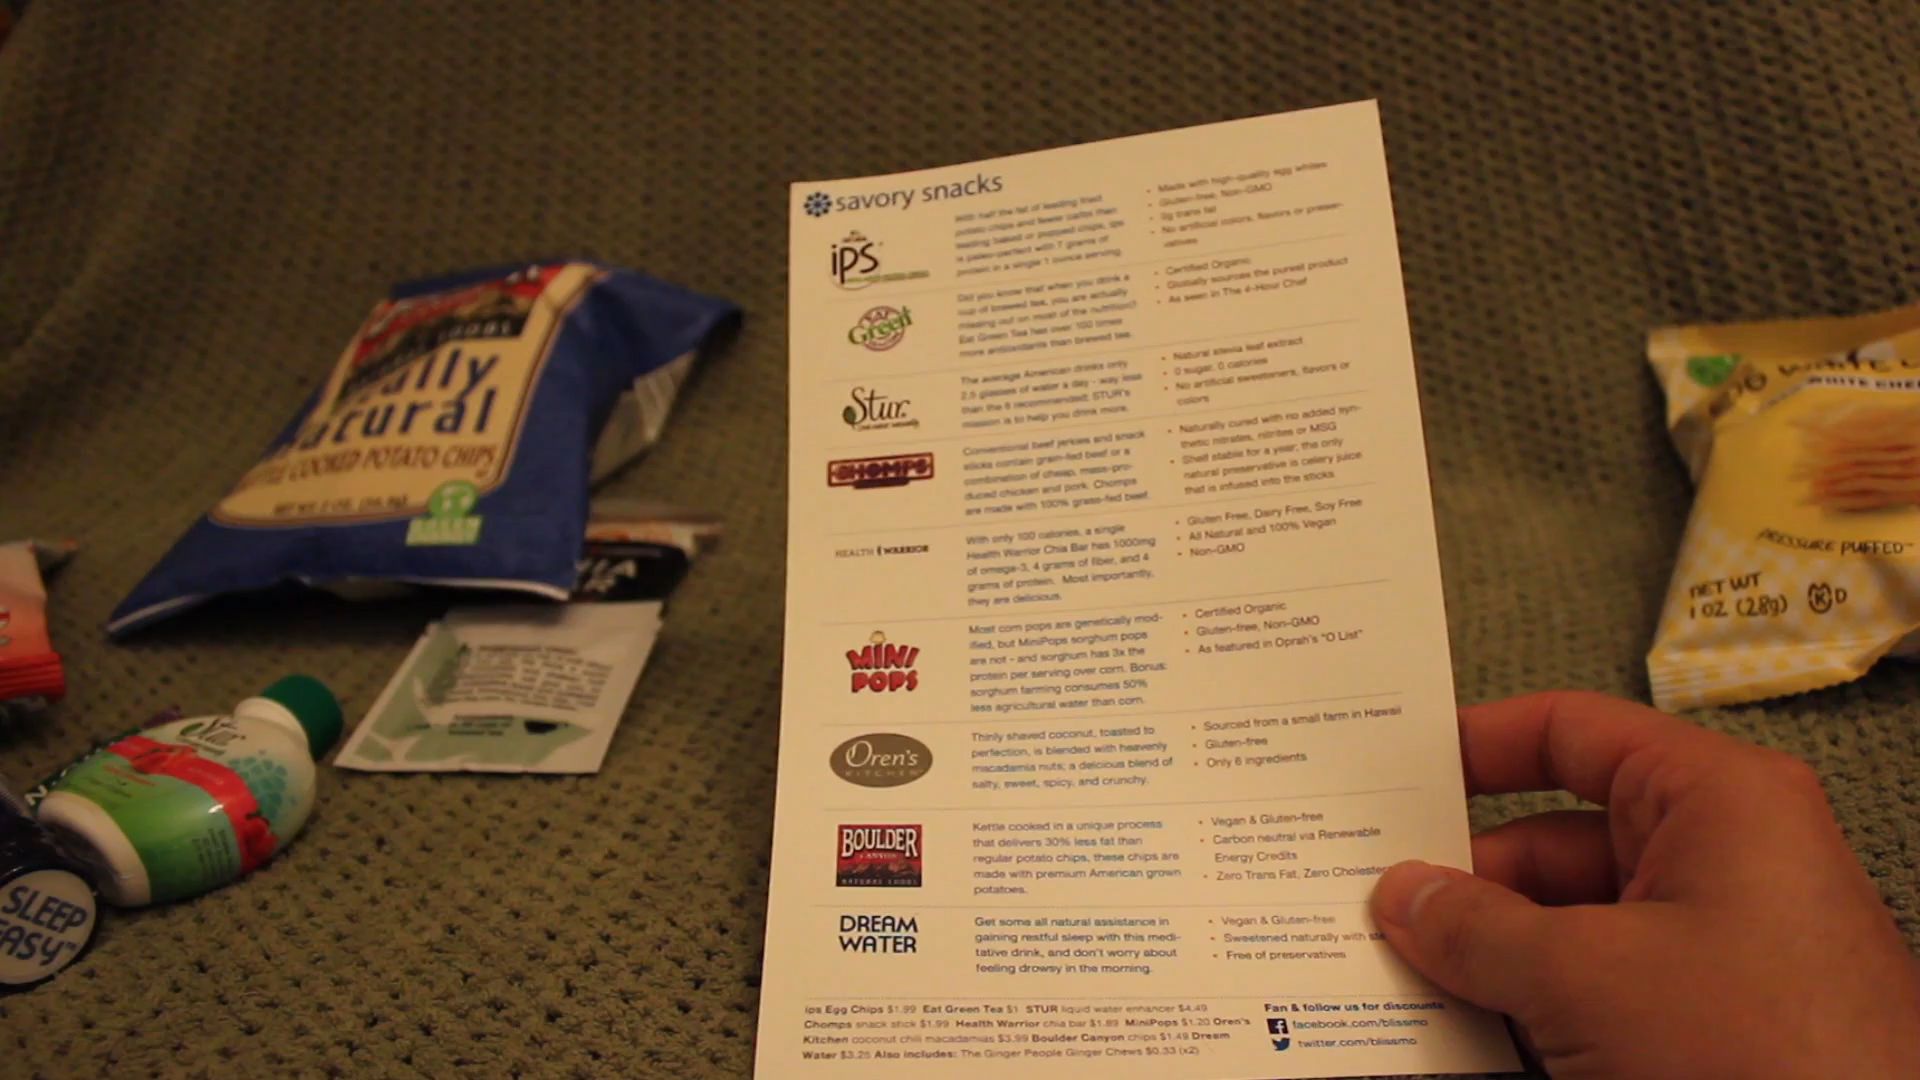 savory snacks
ips
With half the fat of leading fried
potato chips and fewer carbs than
leading baked or popped chips, ips
is paleo-perfect with 7 grams of
protein in a single 1 ounce serving.
• Made with high-quality egg whites
• Gluten-free, Non-GMO
• 0g trans fat
• No artificial colors, flavors or preser-
vatives
EAT
Green
Did you know that when you drink a
cup of brewed tea, you are actually
missing out on most of the nutrition?
Eat Green Tea has over 100 times
more antioxidants than brewed tea.
• Certified Organic
• Globally sources the purest product
• As seen in The 4-Hour Chef
Stur
The average American drinks only
2.5 glasses of water a day - way less
than the 8 recommended; STUR's
mission is to help you drink more.
• Natural stevia leaf extract
• 0 sugar, 0 calories
• No artificial sweeteners, flavors or
colors
CHOMPS
Conventional beef jerkies and snack
sticks contain grain-fed beef or a
combination of cheap, mass-pro-
duced chicken and pork. Chomps
are made with 100% grass-fed beef.
• Naturally cured with no added syn-
thetic nitrates, nitrites or MSG
• Shelf stable for a year; the only
natural preservative is celery juice
that is infused into the sticks
HEALTH WARRIOR
With only 100 calories, a single
Health Warrior Chia Bar has 1000mg
of omega-3, 4 grams of fiber, and 4
grams of protein. Most importantly,
they are delicious.
• Gluten Free, Dairy Free, Soy Free
• All Natural and 100% Vegan
• Non-GMO
MINI
POPS
Most corn pops are genetically mod-
ified, but MiniPops sorghum pops
are not - and sorghum has 3x the
protein per serving over corn. Bonus:
sorghum farming consumes 50%
less agricultural water than corn.
• Certified Organic
• Gluten-free, Non-GMO
• As featured in Oprah's "O List"
Oren's
KITCHEN
Thinly shaved coconut, toasted to
perfection, is blended with heavenly
macadamia nuts; a delicious blend of
salty, sweet, spicy, and crunchy.
• Sourced from a small farm in Hawaii
• Gluten-free
• Only 6 ingredients
BOULDER
CANYON
NATURAL FOODS
Kettle cooked in a unique process
that delivers 30% less fat than
regular potato chips, these chips are
made with premium American grown
potatoes.
• Vegan & Gluten-free
• Carbon neutral via Renewable
Energy Credits
• Zero Trans Fat, Zero Cholester
DREAM
WATER
Get some all natural assistance in
gaining restful sleep with this medi-
tative drink, and don't worry about
feeling drowsy in the morning.
• Vegan & Gluten-free
• Sweetened naturally with
• Free of preservatives
ips Egg Chips $1.99 Eat Green Tea $1 STUR liquid water enhancer $4.49
Chomps snack stick $1.99 Health Warrior chia bar $1.89 MiniPops $1.20 Oren's
Kitchen coconut chili macadamias $3.99 Boulder Canyon chips $1.49 Dream
Water $3.25 Also includes: The Ginger People Ginger Chews $0.33 (x2)
Fan & follow us for discounts
facebook.com/blissmo
twitter.com/blissmo
ally
Natural
COOKED POTATO CHIPS
NET WT. 2 OZ.
Stur
SLEEP
EASY
EGG WHITE
WHITE CHE
PRESSURE PUFFED™
NET WT
1 OZ (28g)
K D